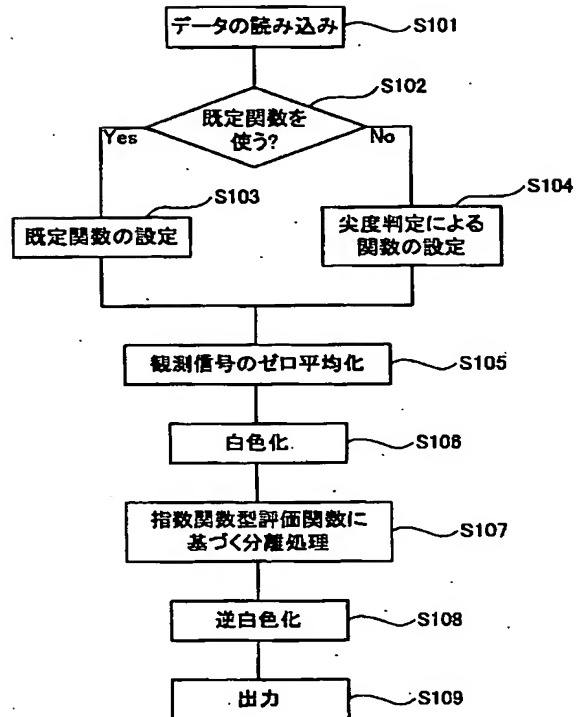 データの読み込み
S101
S102
既定関数を
使う?
Yes
No
S103
S104
既定関数の設定
尖度判定による
関数の設定
観測信号のゼロ平均化
S105
白色化
S106
指数関数型評価関数に
基づく分離処理
S107
逆白色化
S108
出力
S109